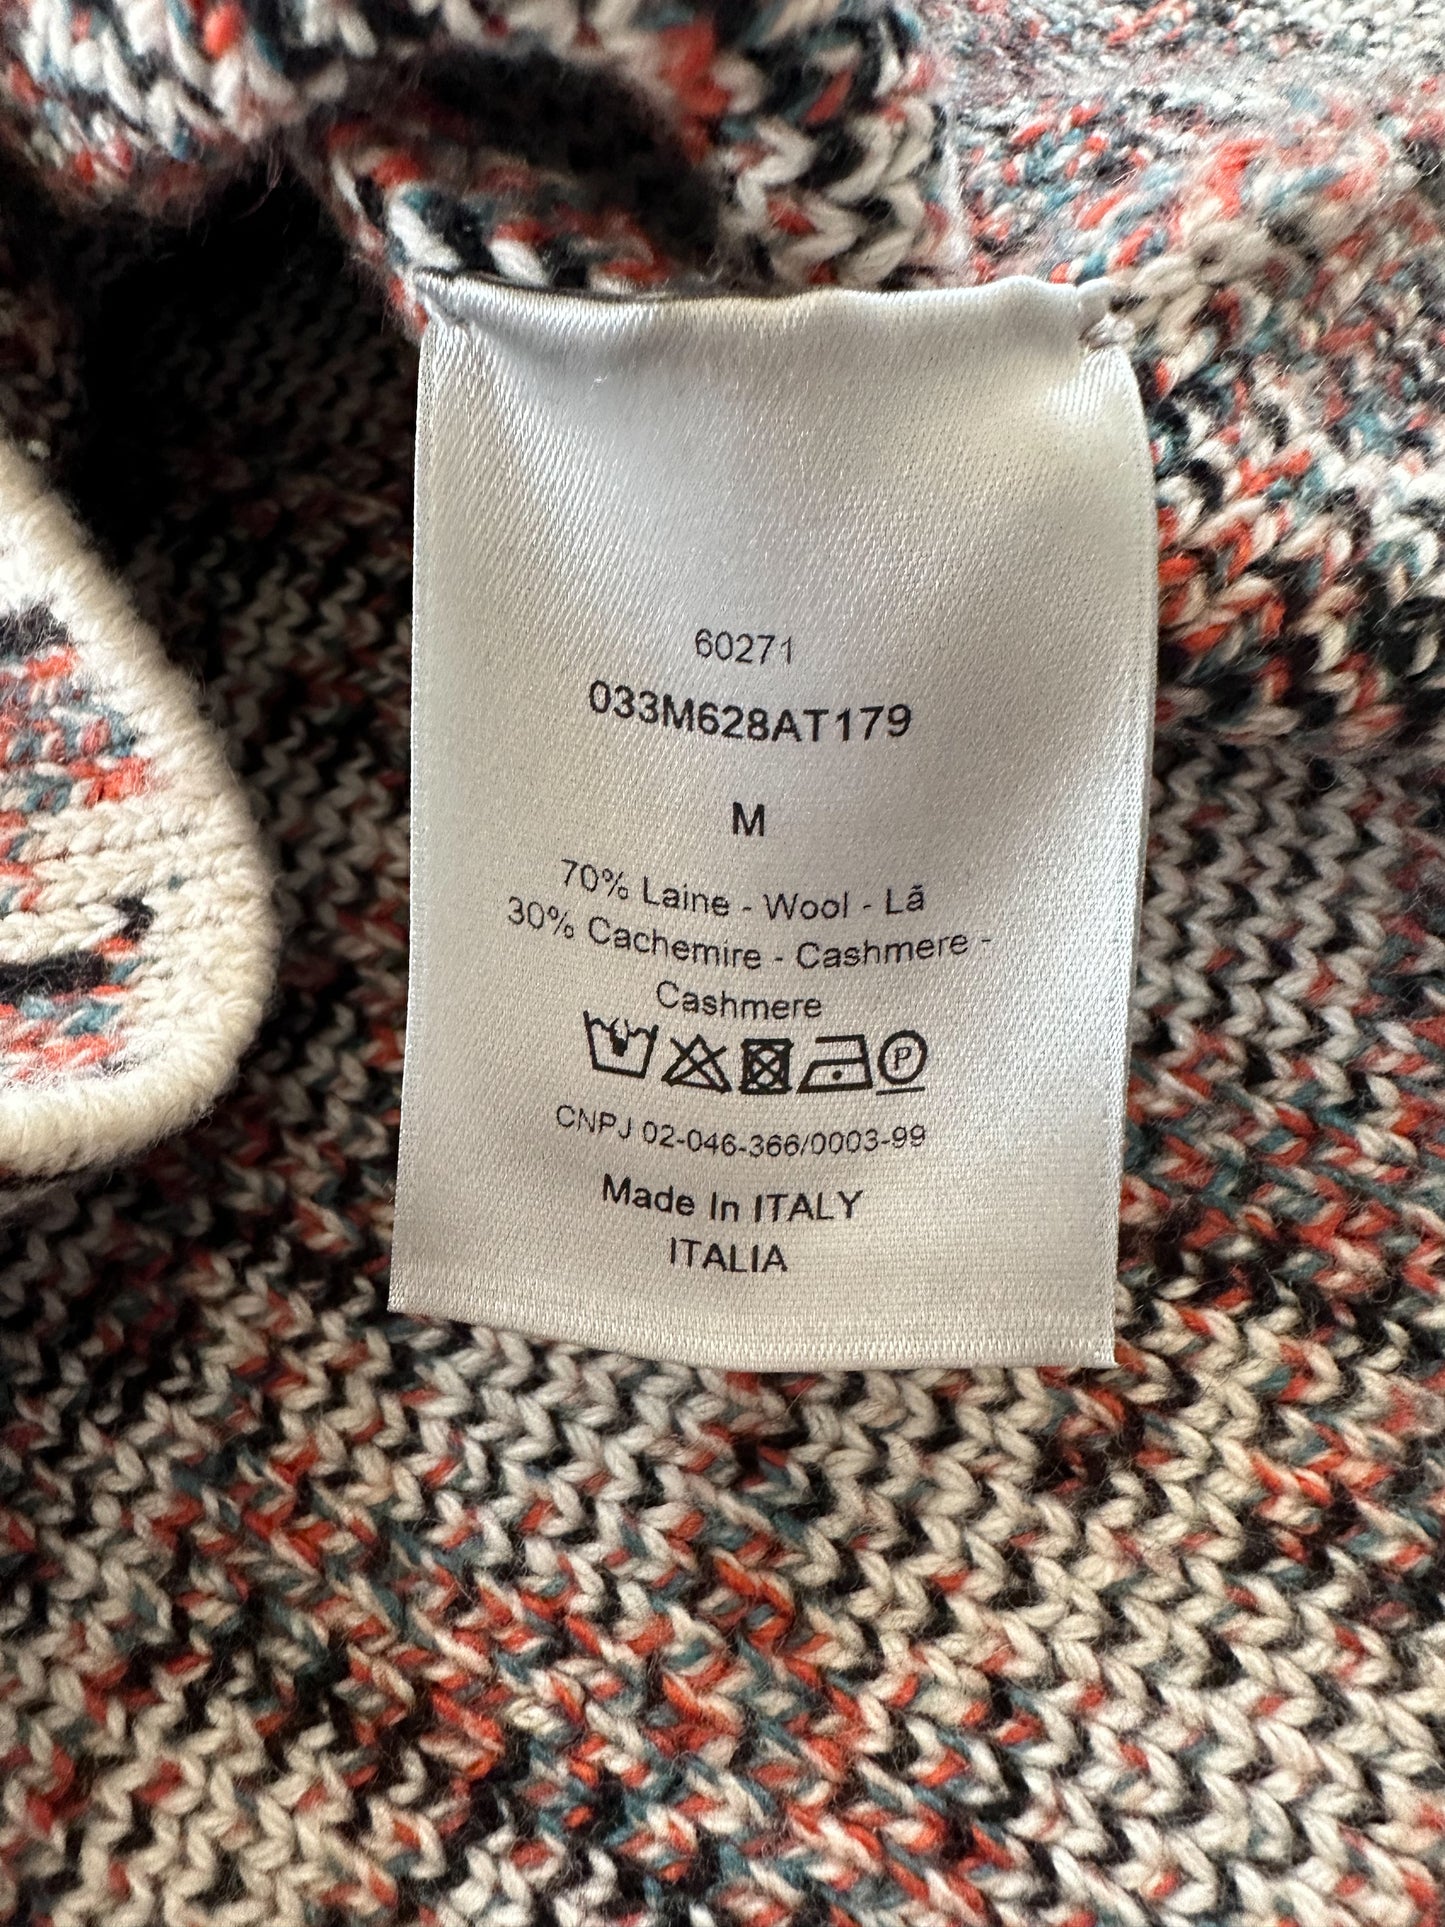 60271
033M628AT179
M
70% Laine - Wool - Lã
30% Cachemire - Cashmere -
Cashmere
P
CNPJ 02-046-366/0003-99
Made In ITALY
ITALIA